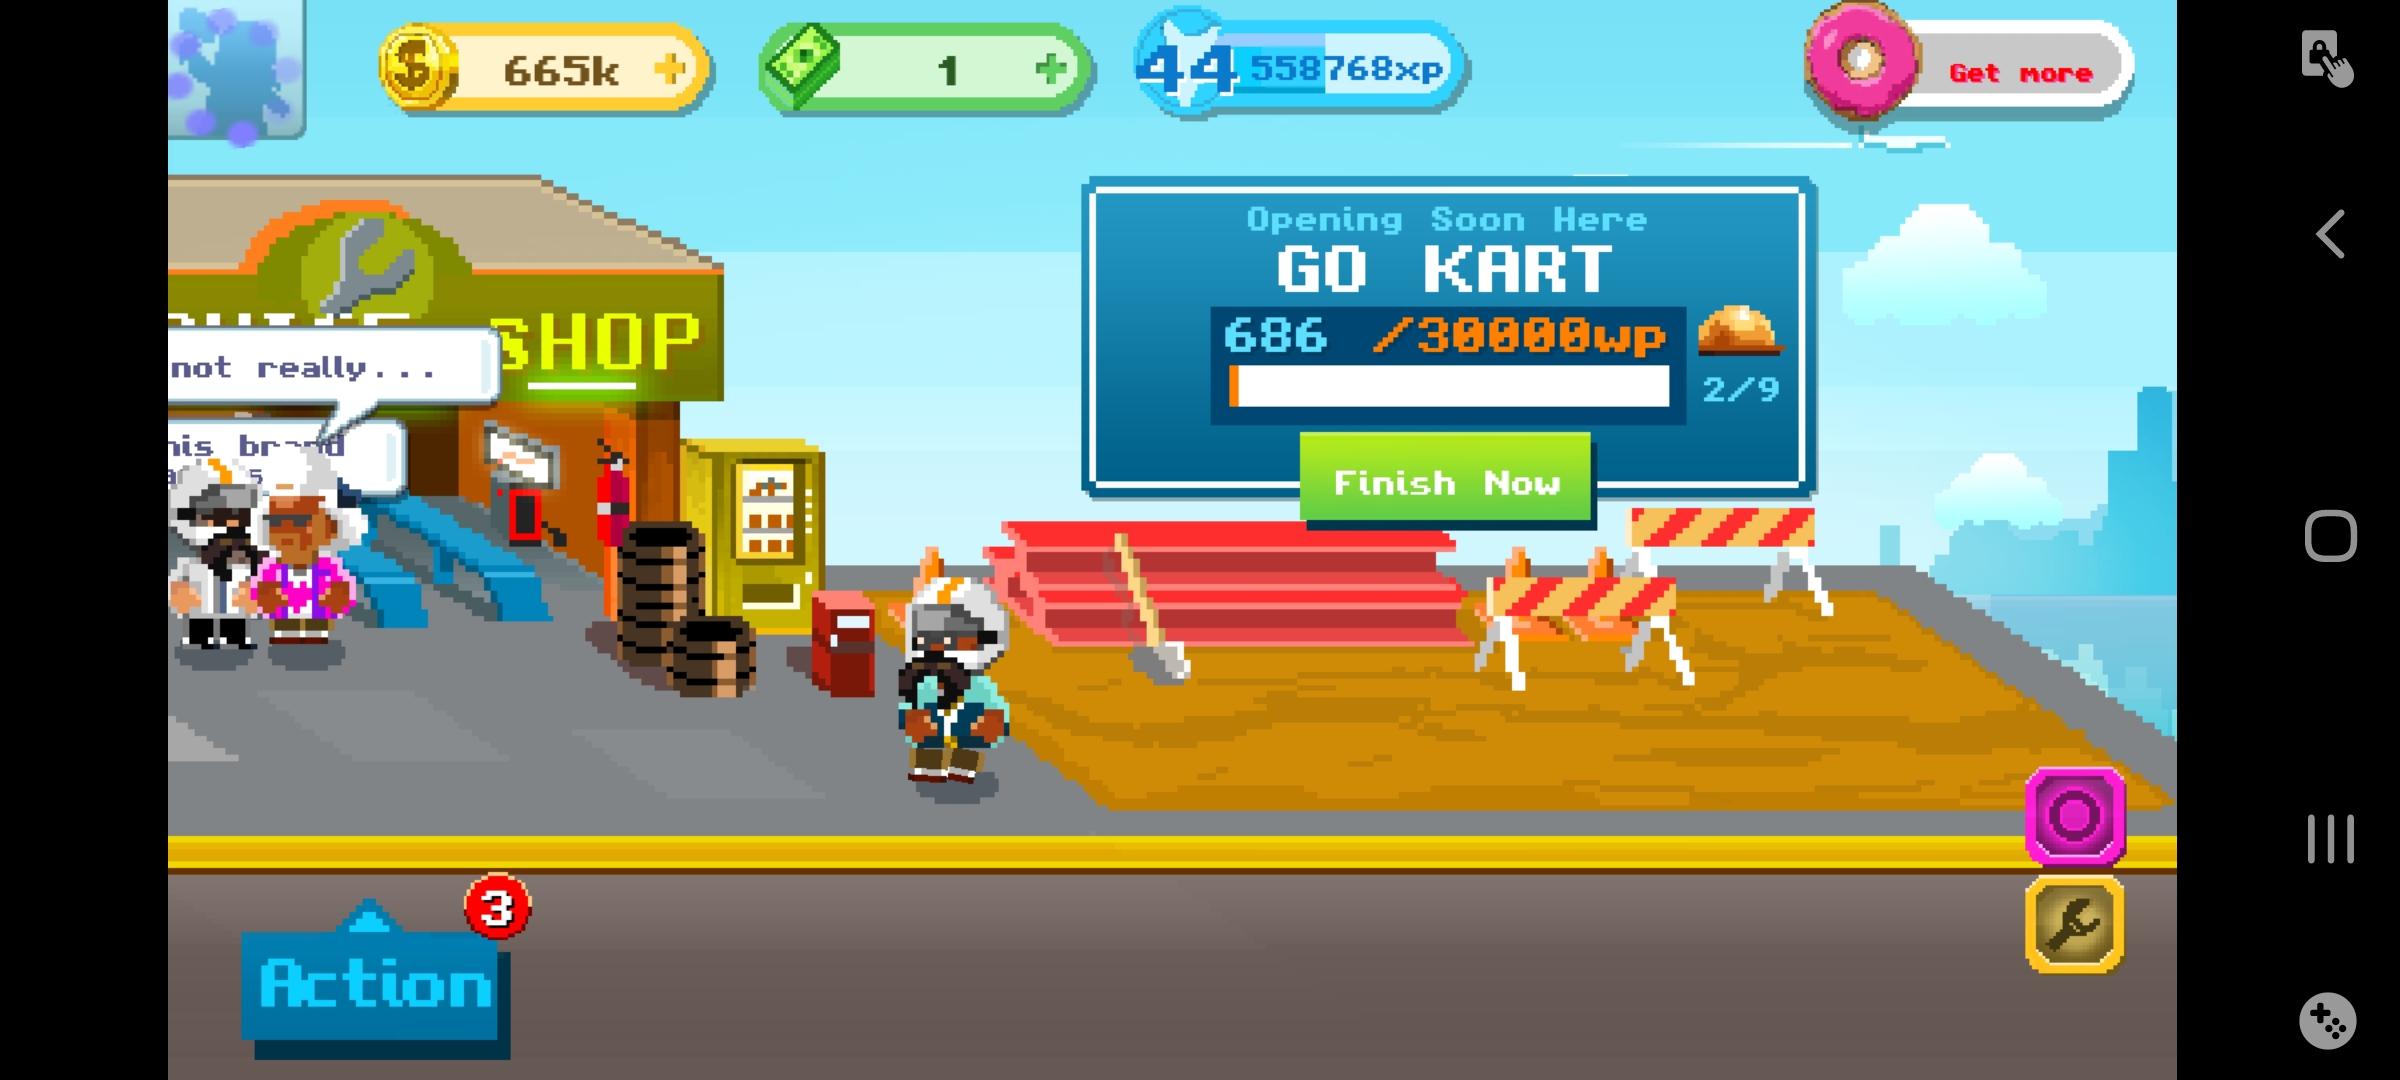 665k
1
44 558768xp
Get more
Opening Soon Here
GO KART
686 /30000wp
2/9
Finish Now
SHOP
not really...
3
Action